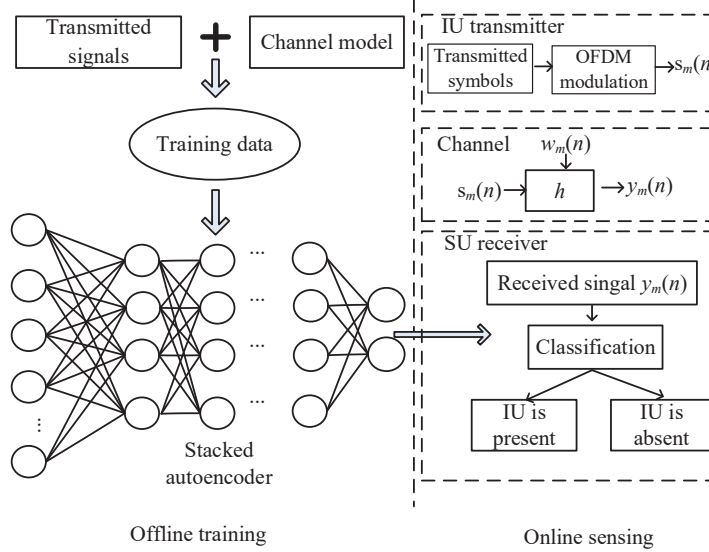 Transmitted
signals
+
Channel model
Training data
...
...
...
...
...
Stacked
autoencoder
Offline training
IU transmitter
Transmitted
symbols
OFDM
modulation
s_m(n
Channel
w_m(n)
s_m(n)
h
y_m(n)
SU receiver
Received singal y_m(n)
Classification
IU is
present
IU is
absent
Online sensing